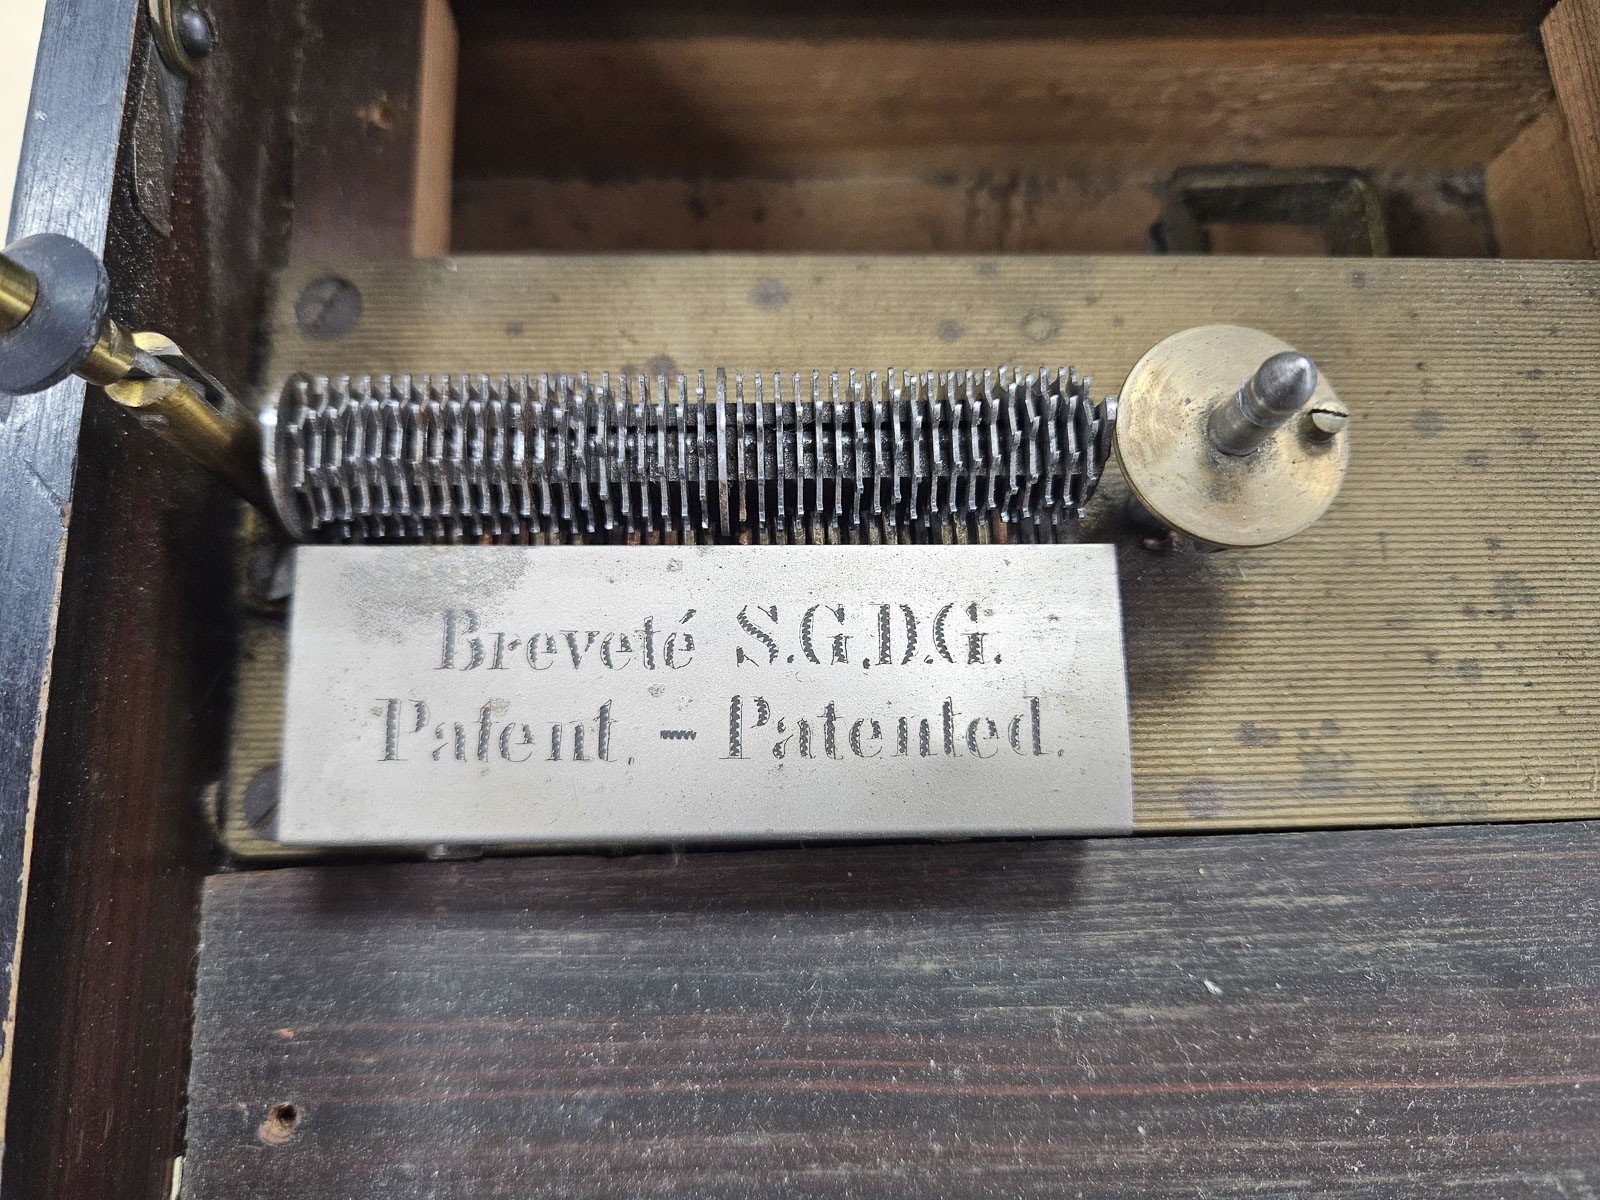 Breveté S.G.D.G.
Patent. - Patented.